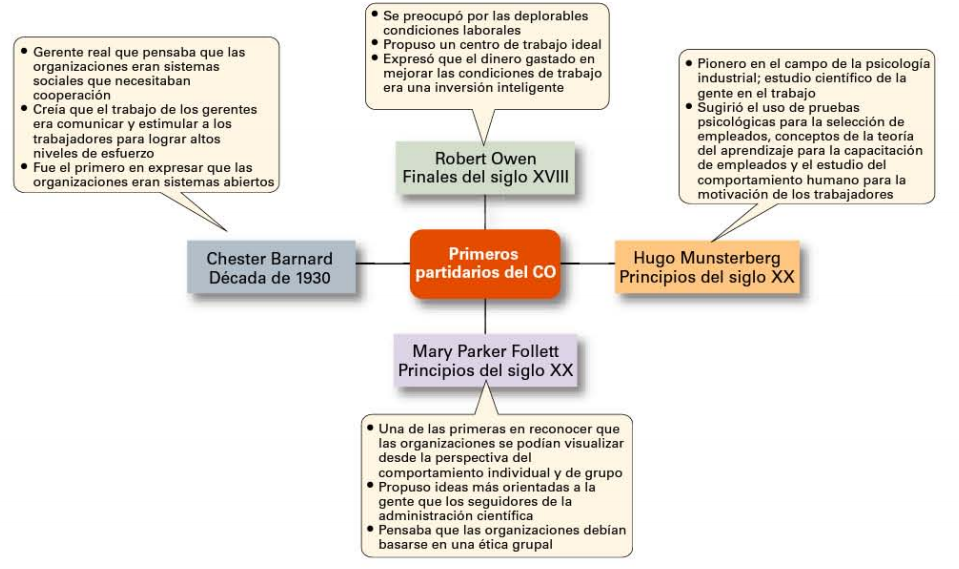 • Se preocupó por las deplorables
condiciones laborales
• Propuso un centro de trabajo ideal
• Expresó que el dinero gastado en
mejorar las condiciones de trabajo
era una inversión inteligente
Robert Owen
Finales del siglo XVIII
• Gerente real que pensaba que las
organizaciones eran sistemas
sociales que necesitaban
cooperación
• Creía que el trabajo de los gerentes
era comunicar y estimular a los
trabajadores para lograr altos
niveles de esfuerzo
• Fue el primero en expresar que las
organizaciones eran sistemas abiertos
Chester Barnard
Década de 1930
Primeros
partidarios del CO
• Pionero en el campo de la psicología
industrial; estudio científico de la
gente en el trabajo
• Sugirió el uso de pruebas
psicológicas para la selección de
empleados, conceptos de la teoría
del aprendizaje para la capacitación
de empleados y el estudio del
comportamiento humano para la
motivación de los trabajadores
Hugo Munsterberg
Principios del siglo XX
Mary Parker Follett
Principios del siglo XX
• Una de las primeras en reconocer que
las organizaciones se podían visualizar
desde la perspectiva del
comportamiento individual y de grupo
• Propuso ideas más orientadas a la
gente que los seguidores de la
administración científica
• Pensaba que las organizaciones debían
basarse en una ética grupal